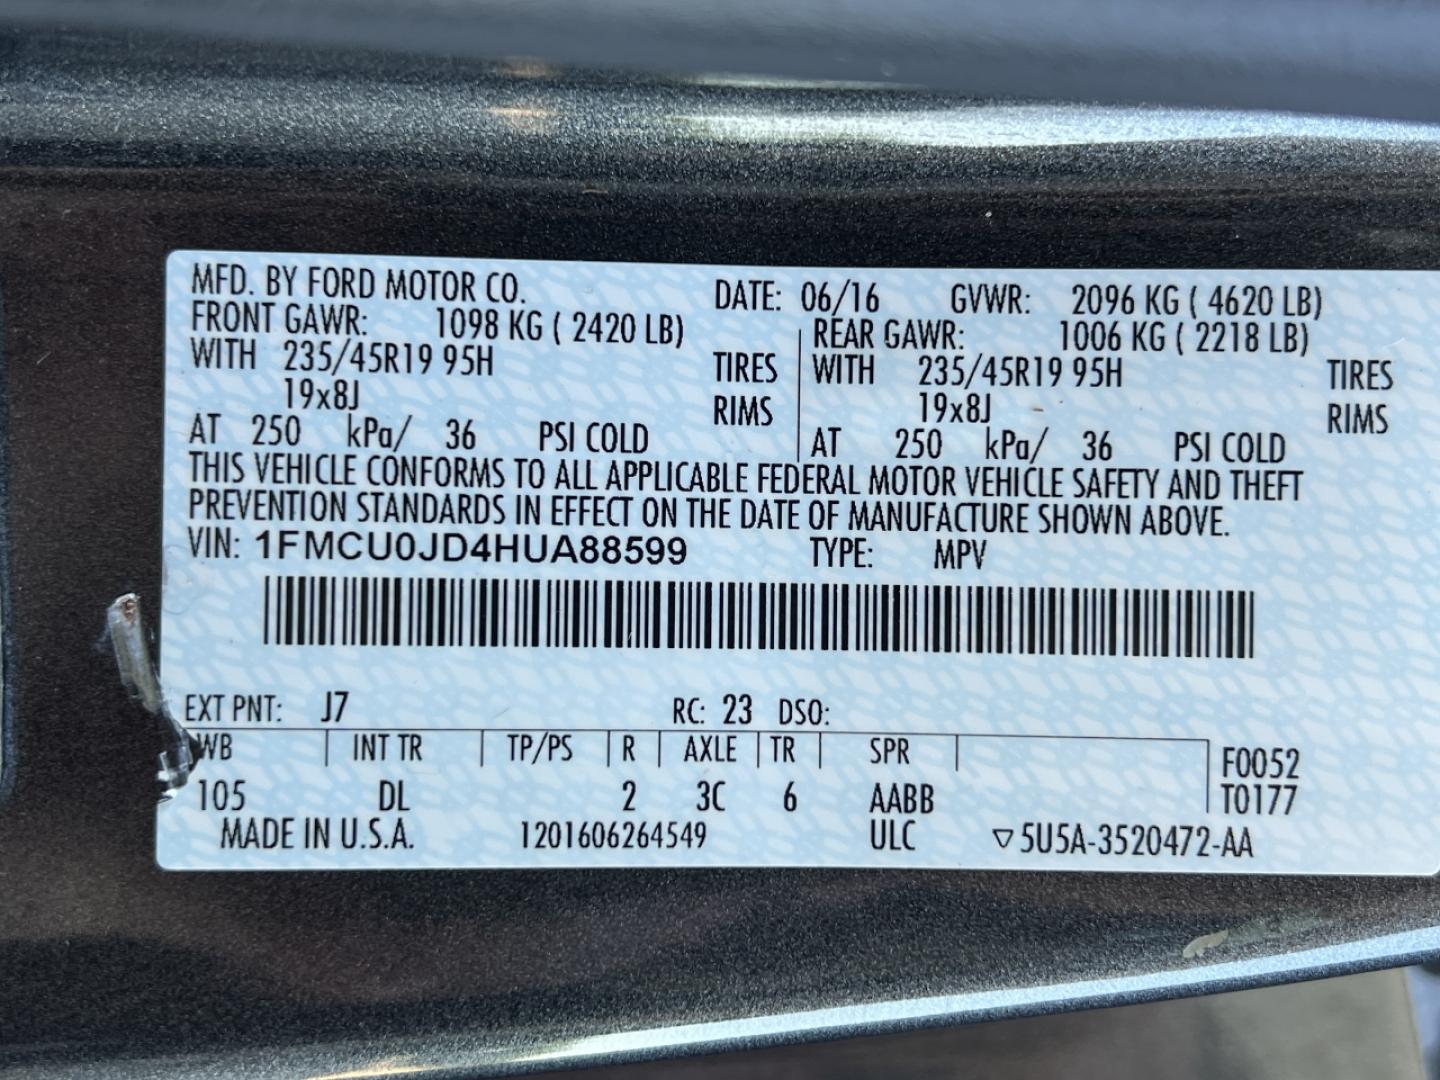 MFD. BY FORD MOTOR CO.
DATE: 06/16 GVWR: 2096 KG ( 4620 LB)
FRONT GAWR: 1098 KG ( 2420 LB) REAR GAWR: 1006 KG ( 2218 LB)
WITH 235/45R19 95H TIRES WITH 235/45R19 95H TIRES
19x8J RIMS 19x8J RIMS
AT 250 kPa/ 36 PSI COLD AT 250 kPa/ 36 PSI COLD
THIS VEHICLE CONFORMS TO ALL APPLICABLE FEDERAL MOTOR VEHICLE SAFETY AND THEFT
PREVENTION STANDARDS IN EFFECT ON THE DATE OF MANUFACTURE SHOWN ABOVE.
VIN: 1FMCU0JD4HUA88599 TYPE: MPV
EXT PNT: J7 RC: 23 DSO:
WB INT TR TP/PS R AXLE TR SPR F0052
105 DL 2 3C 6 AABB T0177
MADE IN U.S.A. 1201606264549 ULC ▽5U5A-3520472-AA